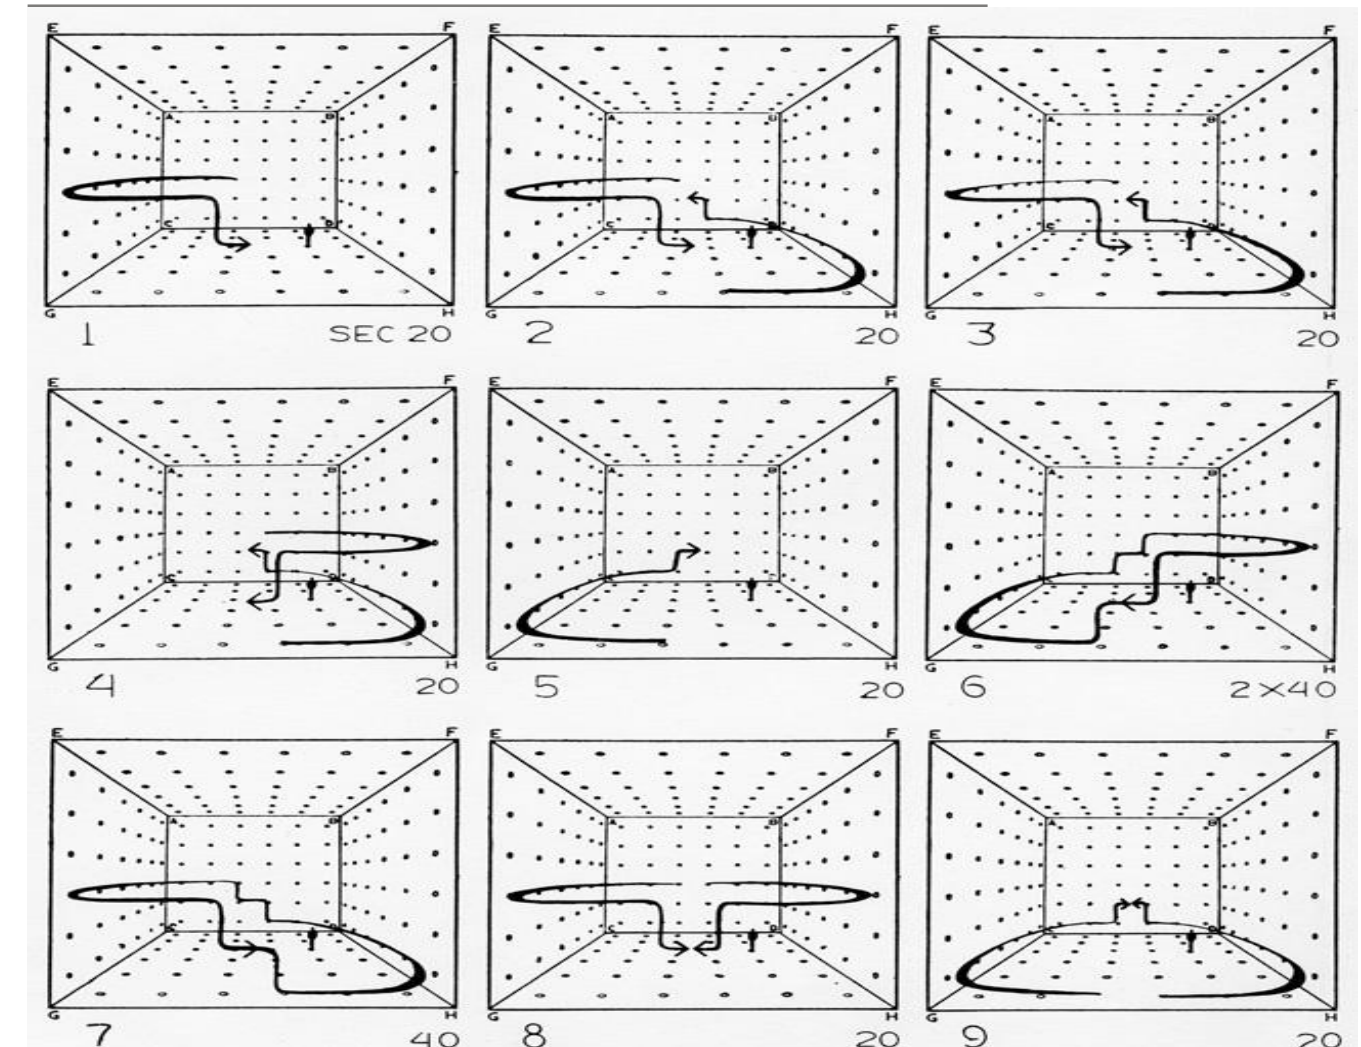 E F E F E F
A A A B
C D C C
G H G H G H
1 SEC 20 2 20 3 20
E F E F E F
A A A
C
G H G H G H
4 20 5 20 6 2×40
E F E F E F
A A B A
C D
G H G H G H
7 40 8 20 9 20